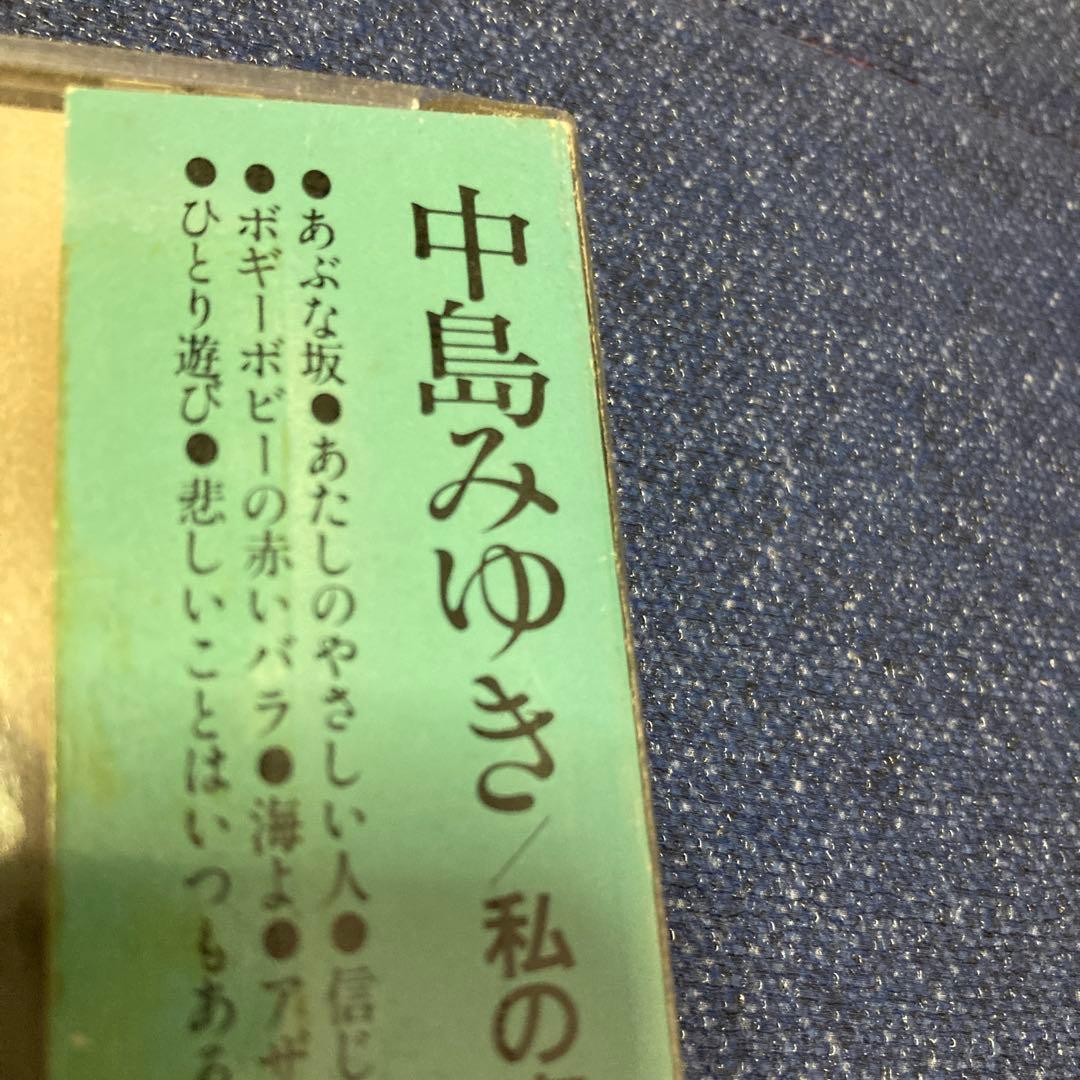 中島みゆき/私の
●あぶな坂●あたしのやさしい人●信じ
●ボギーボビーの赤いバラ●海よ●アザ
●ひとり遊び●悲しいことはいつもある